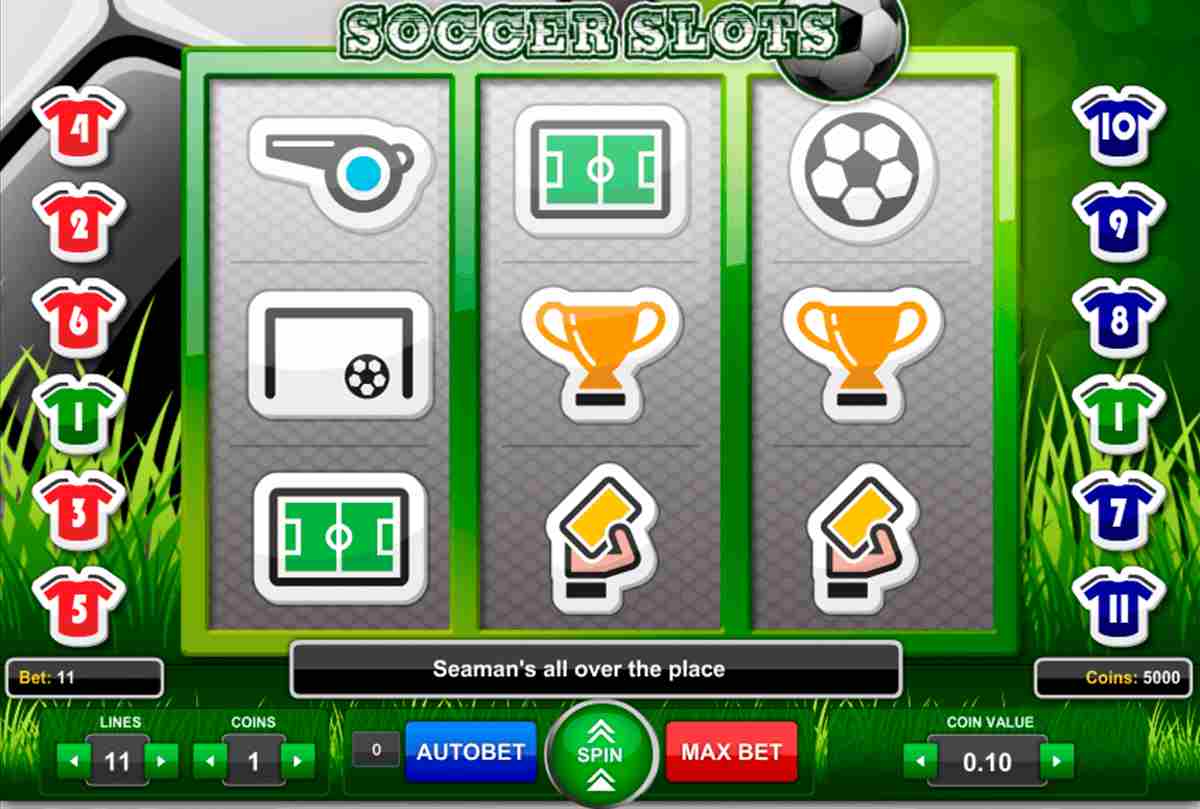 SOCCER SLOTS
4
10
2
9
6
8
1
1
3
7
5
11
Bet: 11
Seaman's all over the place
Coins: 5000
LINES
COINS
COIN VALUE
11
1
0
AUTOBET
SPIN
MAX BET
0.10